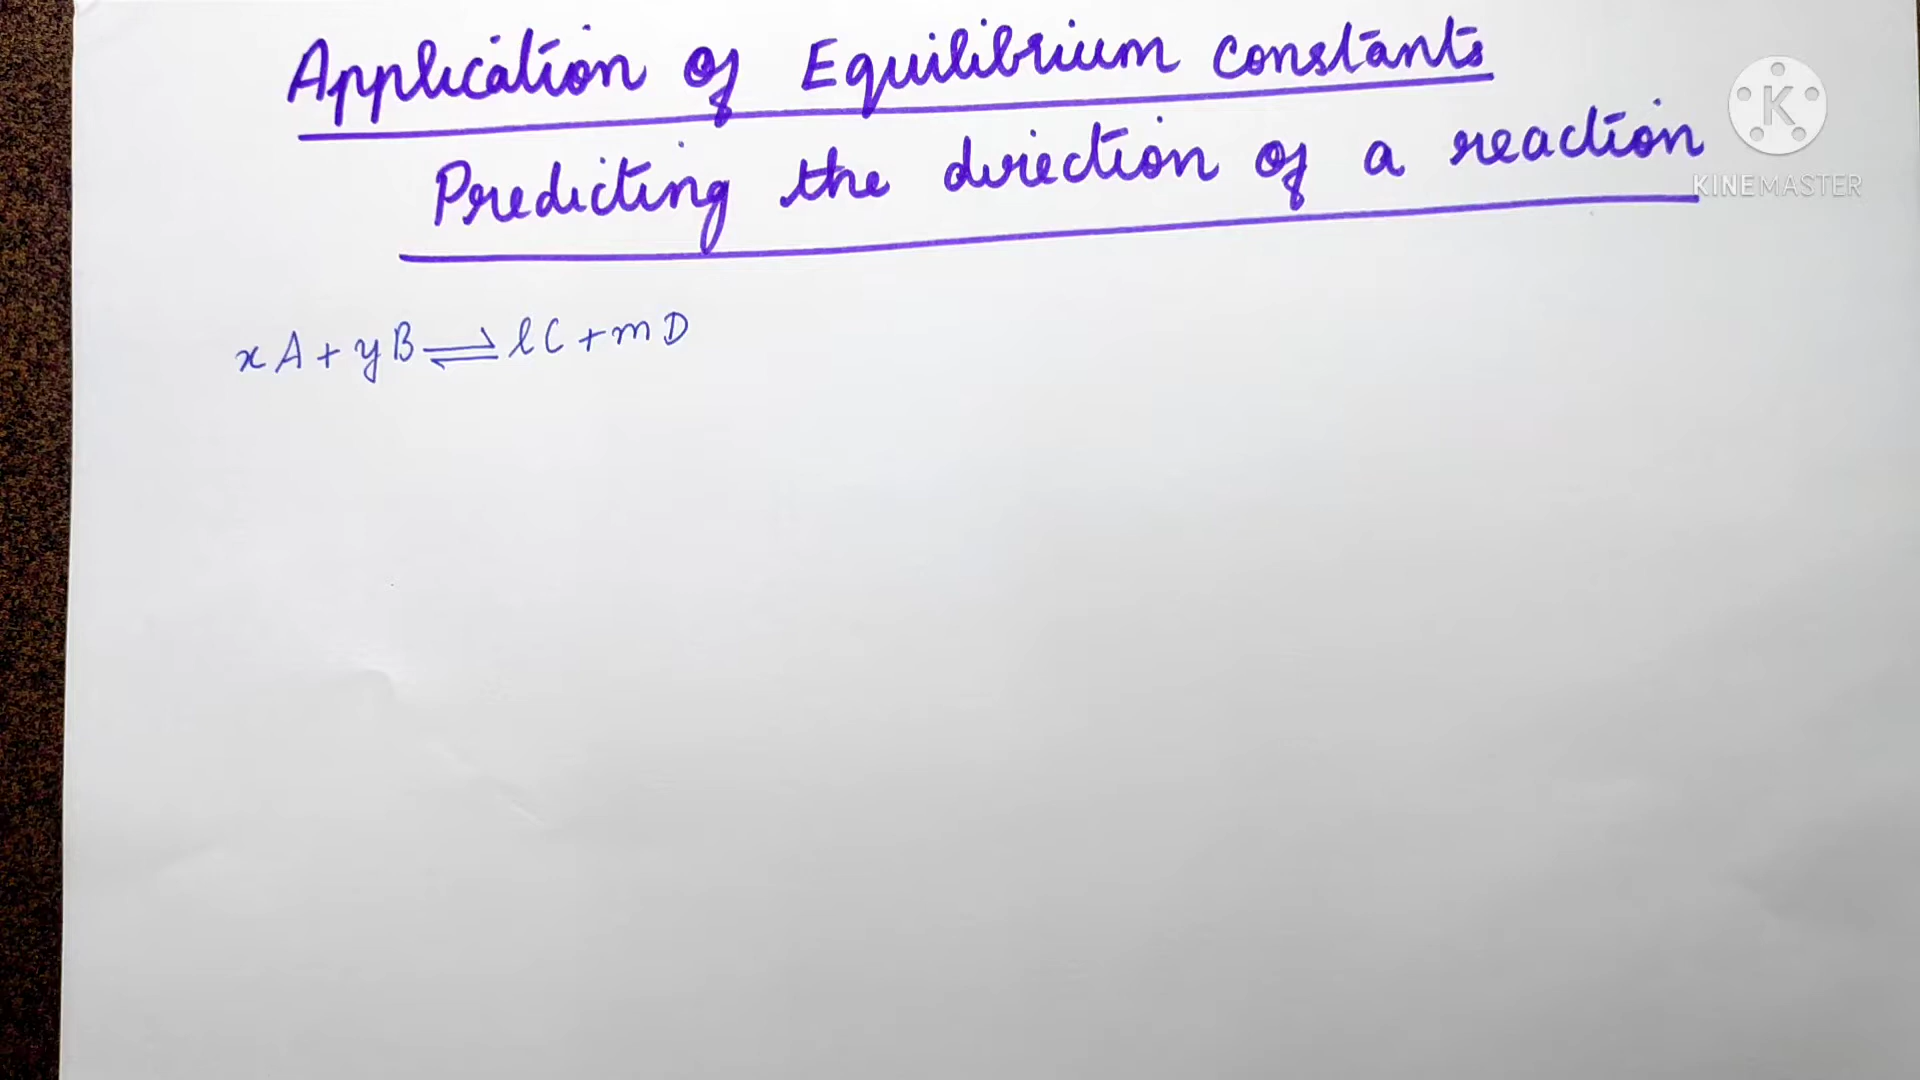 Application of Equilibrium constants
Predicting the direction of a reaction
K
KINEMASTER
xA + yB ⇌ lC + mD